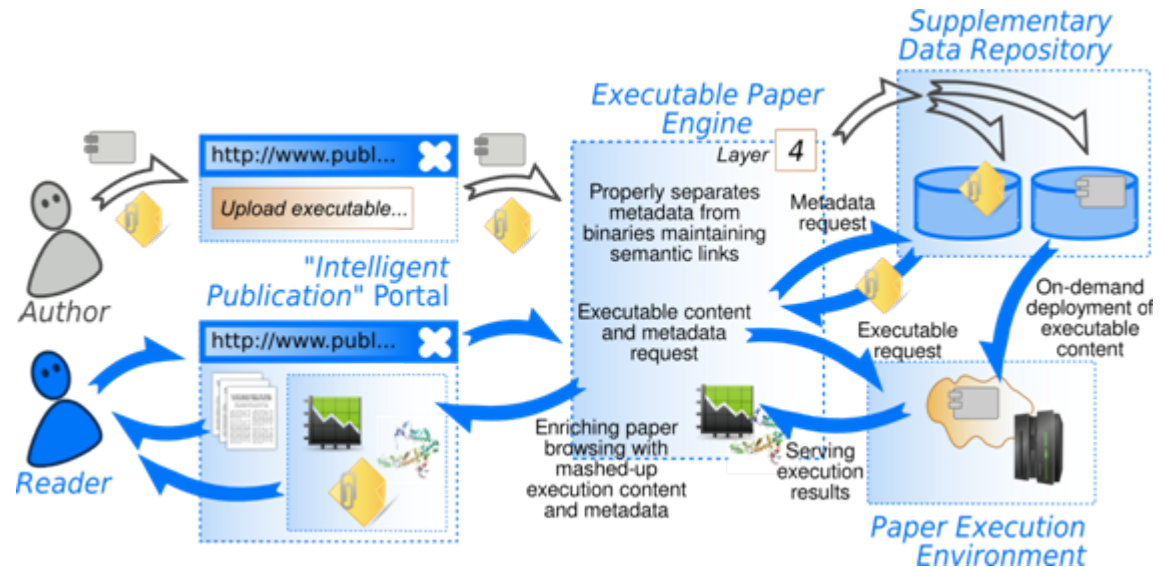 Supplementary
Data Repository
Executable Paper
Engine
Layer 4
http://www.publ...
Upload executable...
Properly separates
metadata from
binaries maintaining
semantic links
Metadata
request
Author
"Intelligent
Publication" Portal
http://www.publ...
Executable content
and metadata
request
Executable
request
On-demand
deployment of
executable
content
Reader
Enriching paper
browsing with
mashed-up
execution content
and metadata
Serving
execution
results
Paper Execution
Environment